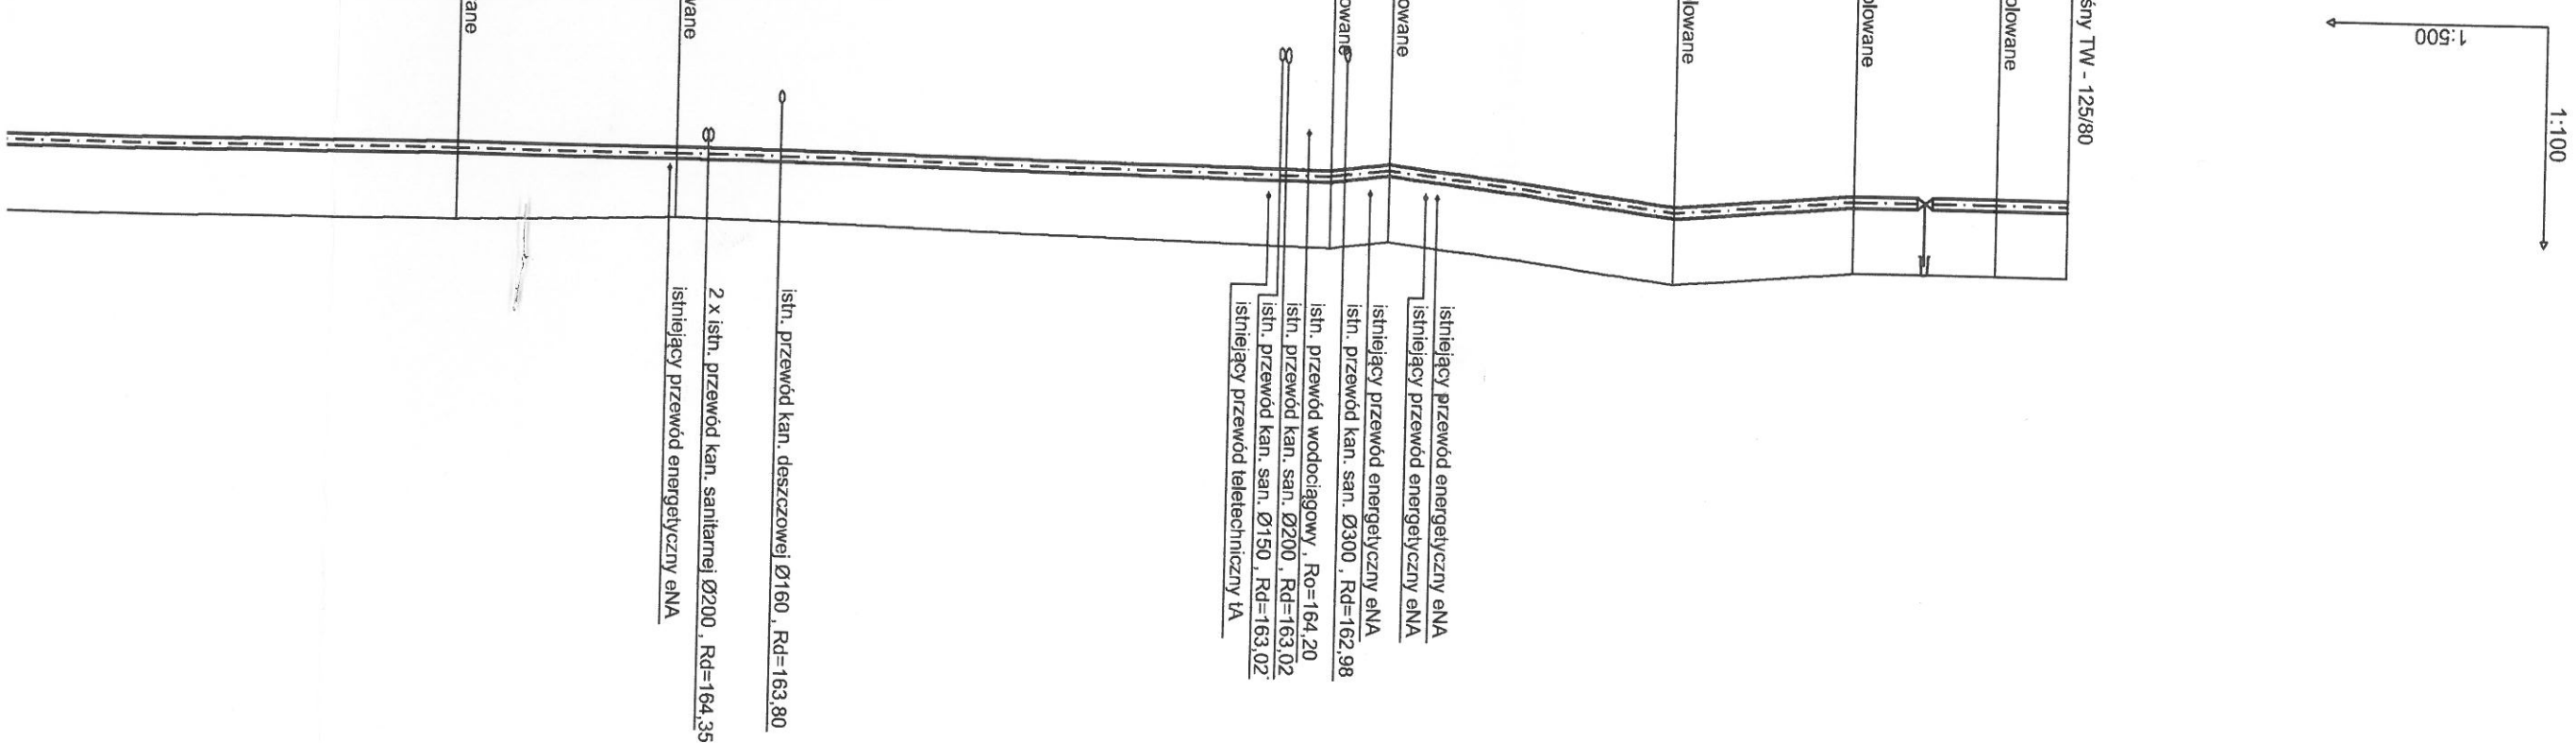 1:100
1:500
śny TW - 125/80
olowane
olowane
lowane
owane
owane
wane
ane
istniejący przewód energetyczny eNA
istniejący przewód energetyczny eNA
istniejący przewód energetyczny eNA
istn. przewód kan. san. Ø300 , Rd=162,98
istn. przewód wodociągowy , Ro=164,20
istn. przewód kan. san. Ø200 , Rd=163,02
istn. przewód kan. san. Ø150 , Rd=163,02
istniejący przewód teletechniczny tA
istn. przewód kan. deszczowej Ø160 , Rd=163,80
2 x istn. przewód kan. sanitarnej Ø200 , Rd=164,35
istniejący przewód energetyczny eNA